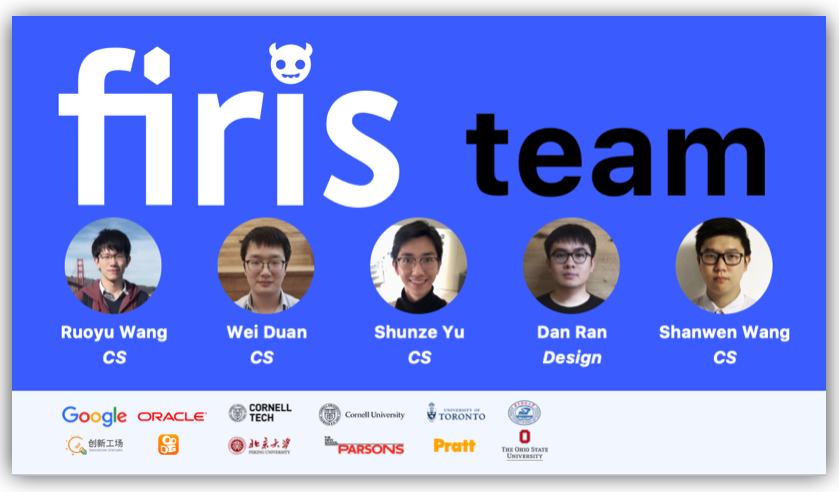 firis team
Ruoyu Wang
Wei Duan
Shunze Yu
Dan Ran
Shanwen Wang
CS
CS
CS
Design
CS
Google
ORACLE
CORNELL
TECH
Cornell University
UNIVERSITY OF
TORONTO
创新工场
北京大学
PEKING UNIVERSITY
PARSONS
Pratt
THE OHIO STATE
UNIVERSITY